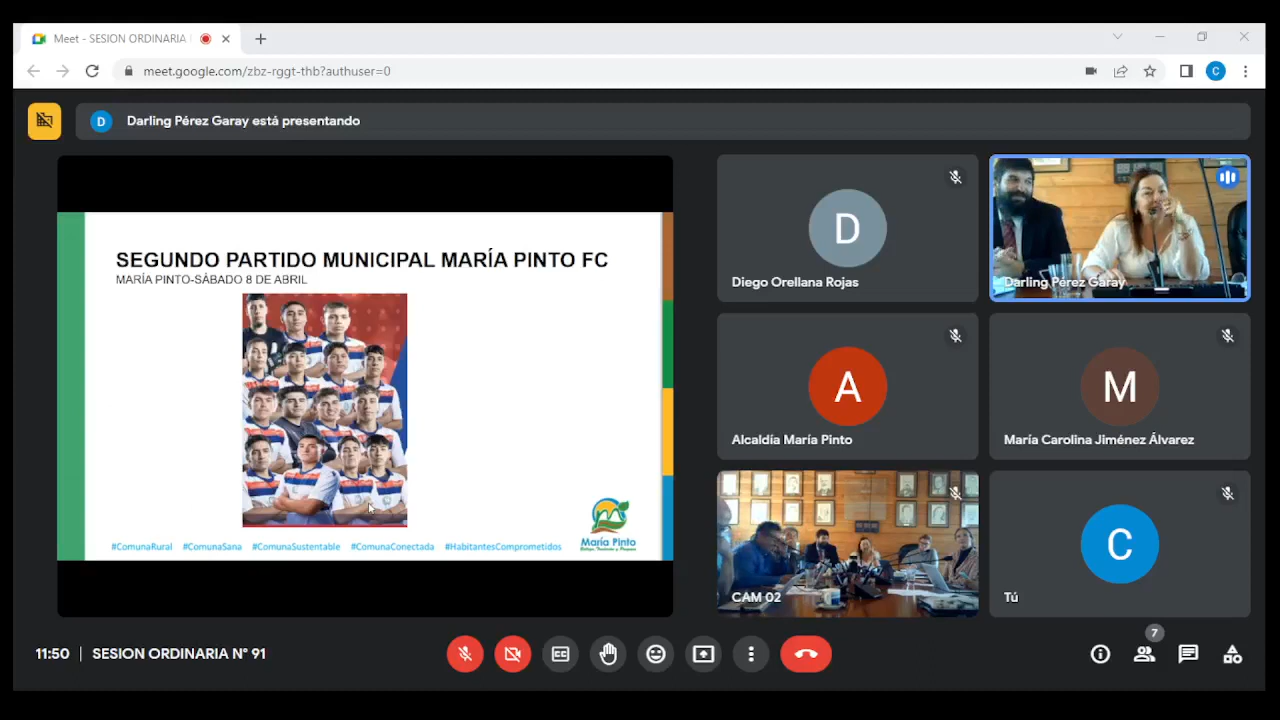 Meet - SESION ORDINARIA
meet.google.com/zbz-rggt-thb?authuser=0
C
D
Darling Pérez Garay está presentando
SEGUNDO PARTIDO MUNICIPAL MARÍA PINTO FC
MARÍA PINTO-SÁBADO 8 DE ABRIL
María Pinto
#ComunaRural #ComunaSana #ComunaSustentable #ComunaConectada #HabitantesComprometidos
D
Diego Orellana Rojas
Darling Pérez Garay
A
Alcaldía María Pinto
M
María Carolina Jiménez Álvarez
CAM 02
C
Tú
11:50 | SESION ORDINARIA N° 91
7